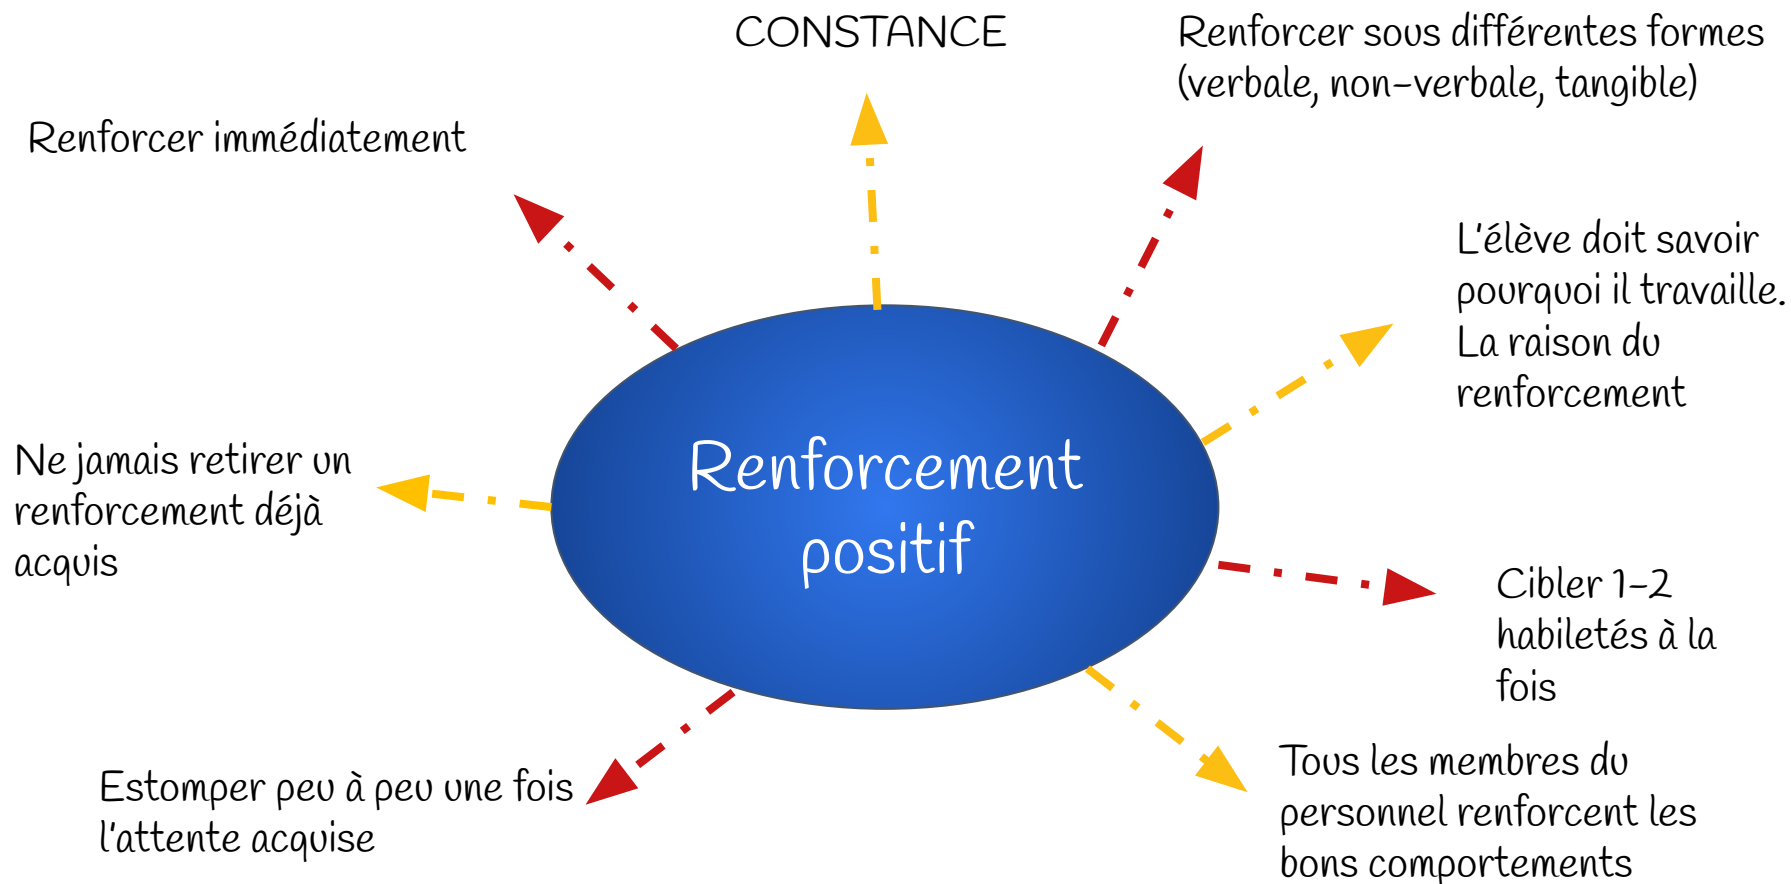 CONSTANCE
Renforcer sous différentes formes
(verbale, non-verbale, tangible)
Renforcer immédiatement
L'élève doit savoir
pourquoi il travaille.
La raison du
renforcement
Renforcement
positif
Ne jamais retirer un
renforcement déjà
acquis
Cibler 1-2
habiletés à la
fois
Estomper peu à peu une fois
l'attente acquise
Tous les membres du
personnel renforcent les
bons comportements